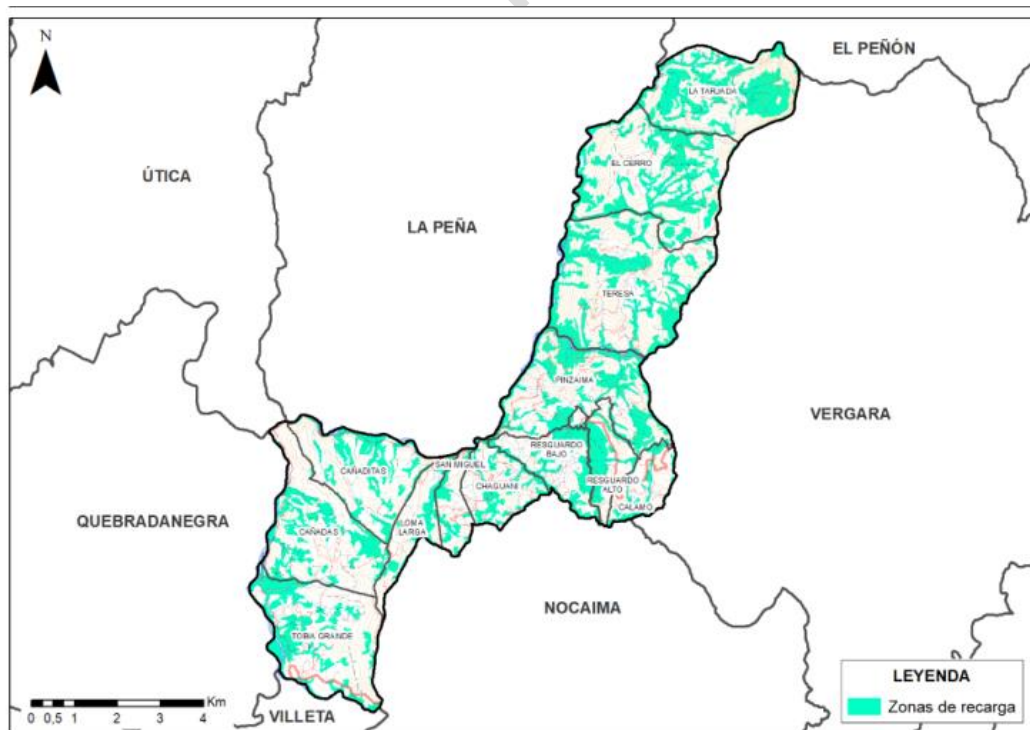 N
EL PEÑÓN
LA TARJADA
EL CERRO
ÚTICA
LA PEÑA
TERESA
PINZAIMA
VERGARA
RESGUARDO
BAJO
SAN MIGUEL
CAÑADITAS
CHAGUANI
RESGUARDO
ALTO
CALAMO
QUEBRADANEGRA
LOMA
LARGA
CAÑADAS
NOCAIMA
TOBIA GRANDE
LEYENDA
Zonas de recarga
Km
0 0,5 1 2 3 4
VILLETA